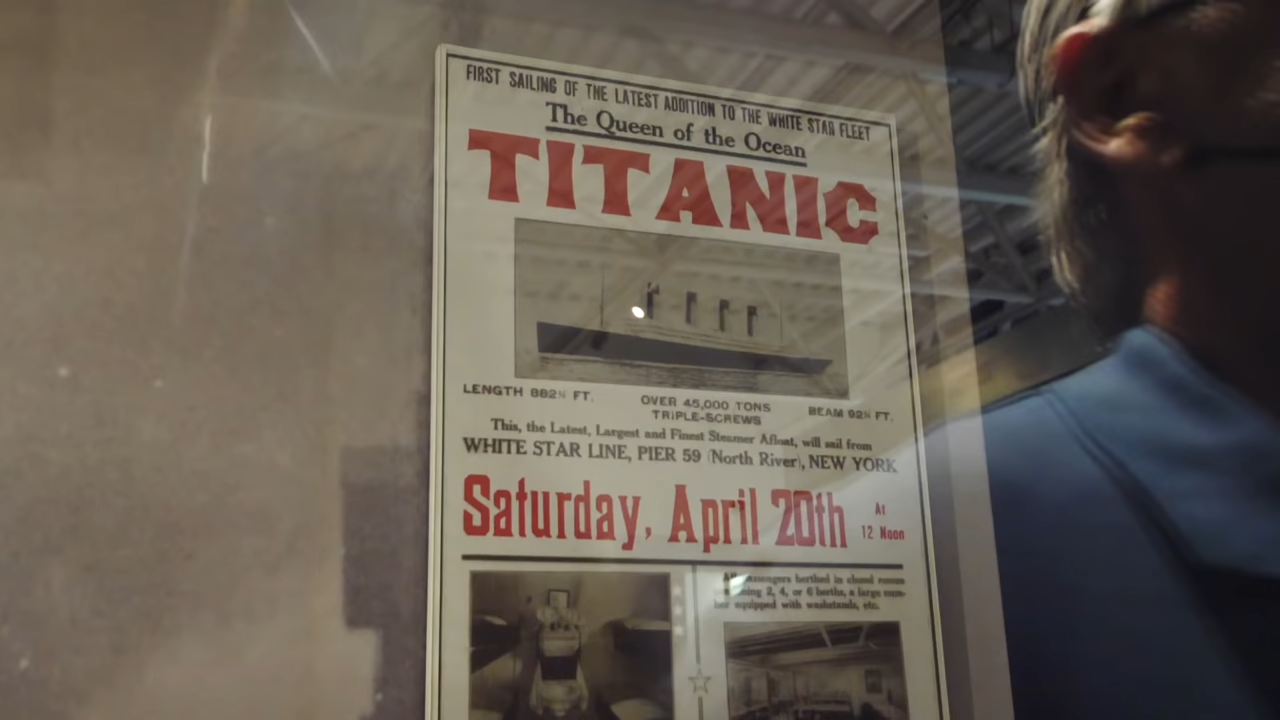 FIRST SAILING OF THE LATEST ADDITION TO THE WHITE STAR FLEET
The Queen of the Ocean
TITANIC
LENGTH 882½ FT.
OVER 45,000 TONS
TRIPLE-SCREWS
BEAM 92½ FT.
This, the Latest, Largest and Finest Steamer Afloat, will sail from
WHITE STAR LINE, PIER 59 (North River), NEW YORK
Saturday, April 20th
At
12 Noon
All passengers berthed in closed rooms
containing 2, 4, or 6 berths, a large num-
ber equipped with washstands, etc.